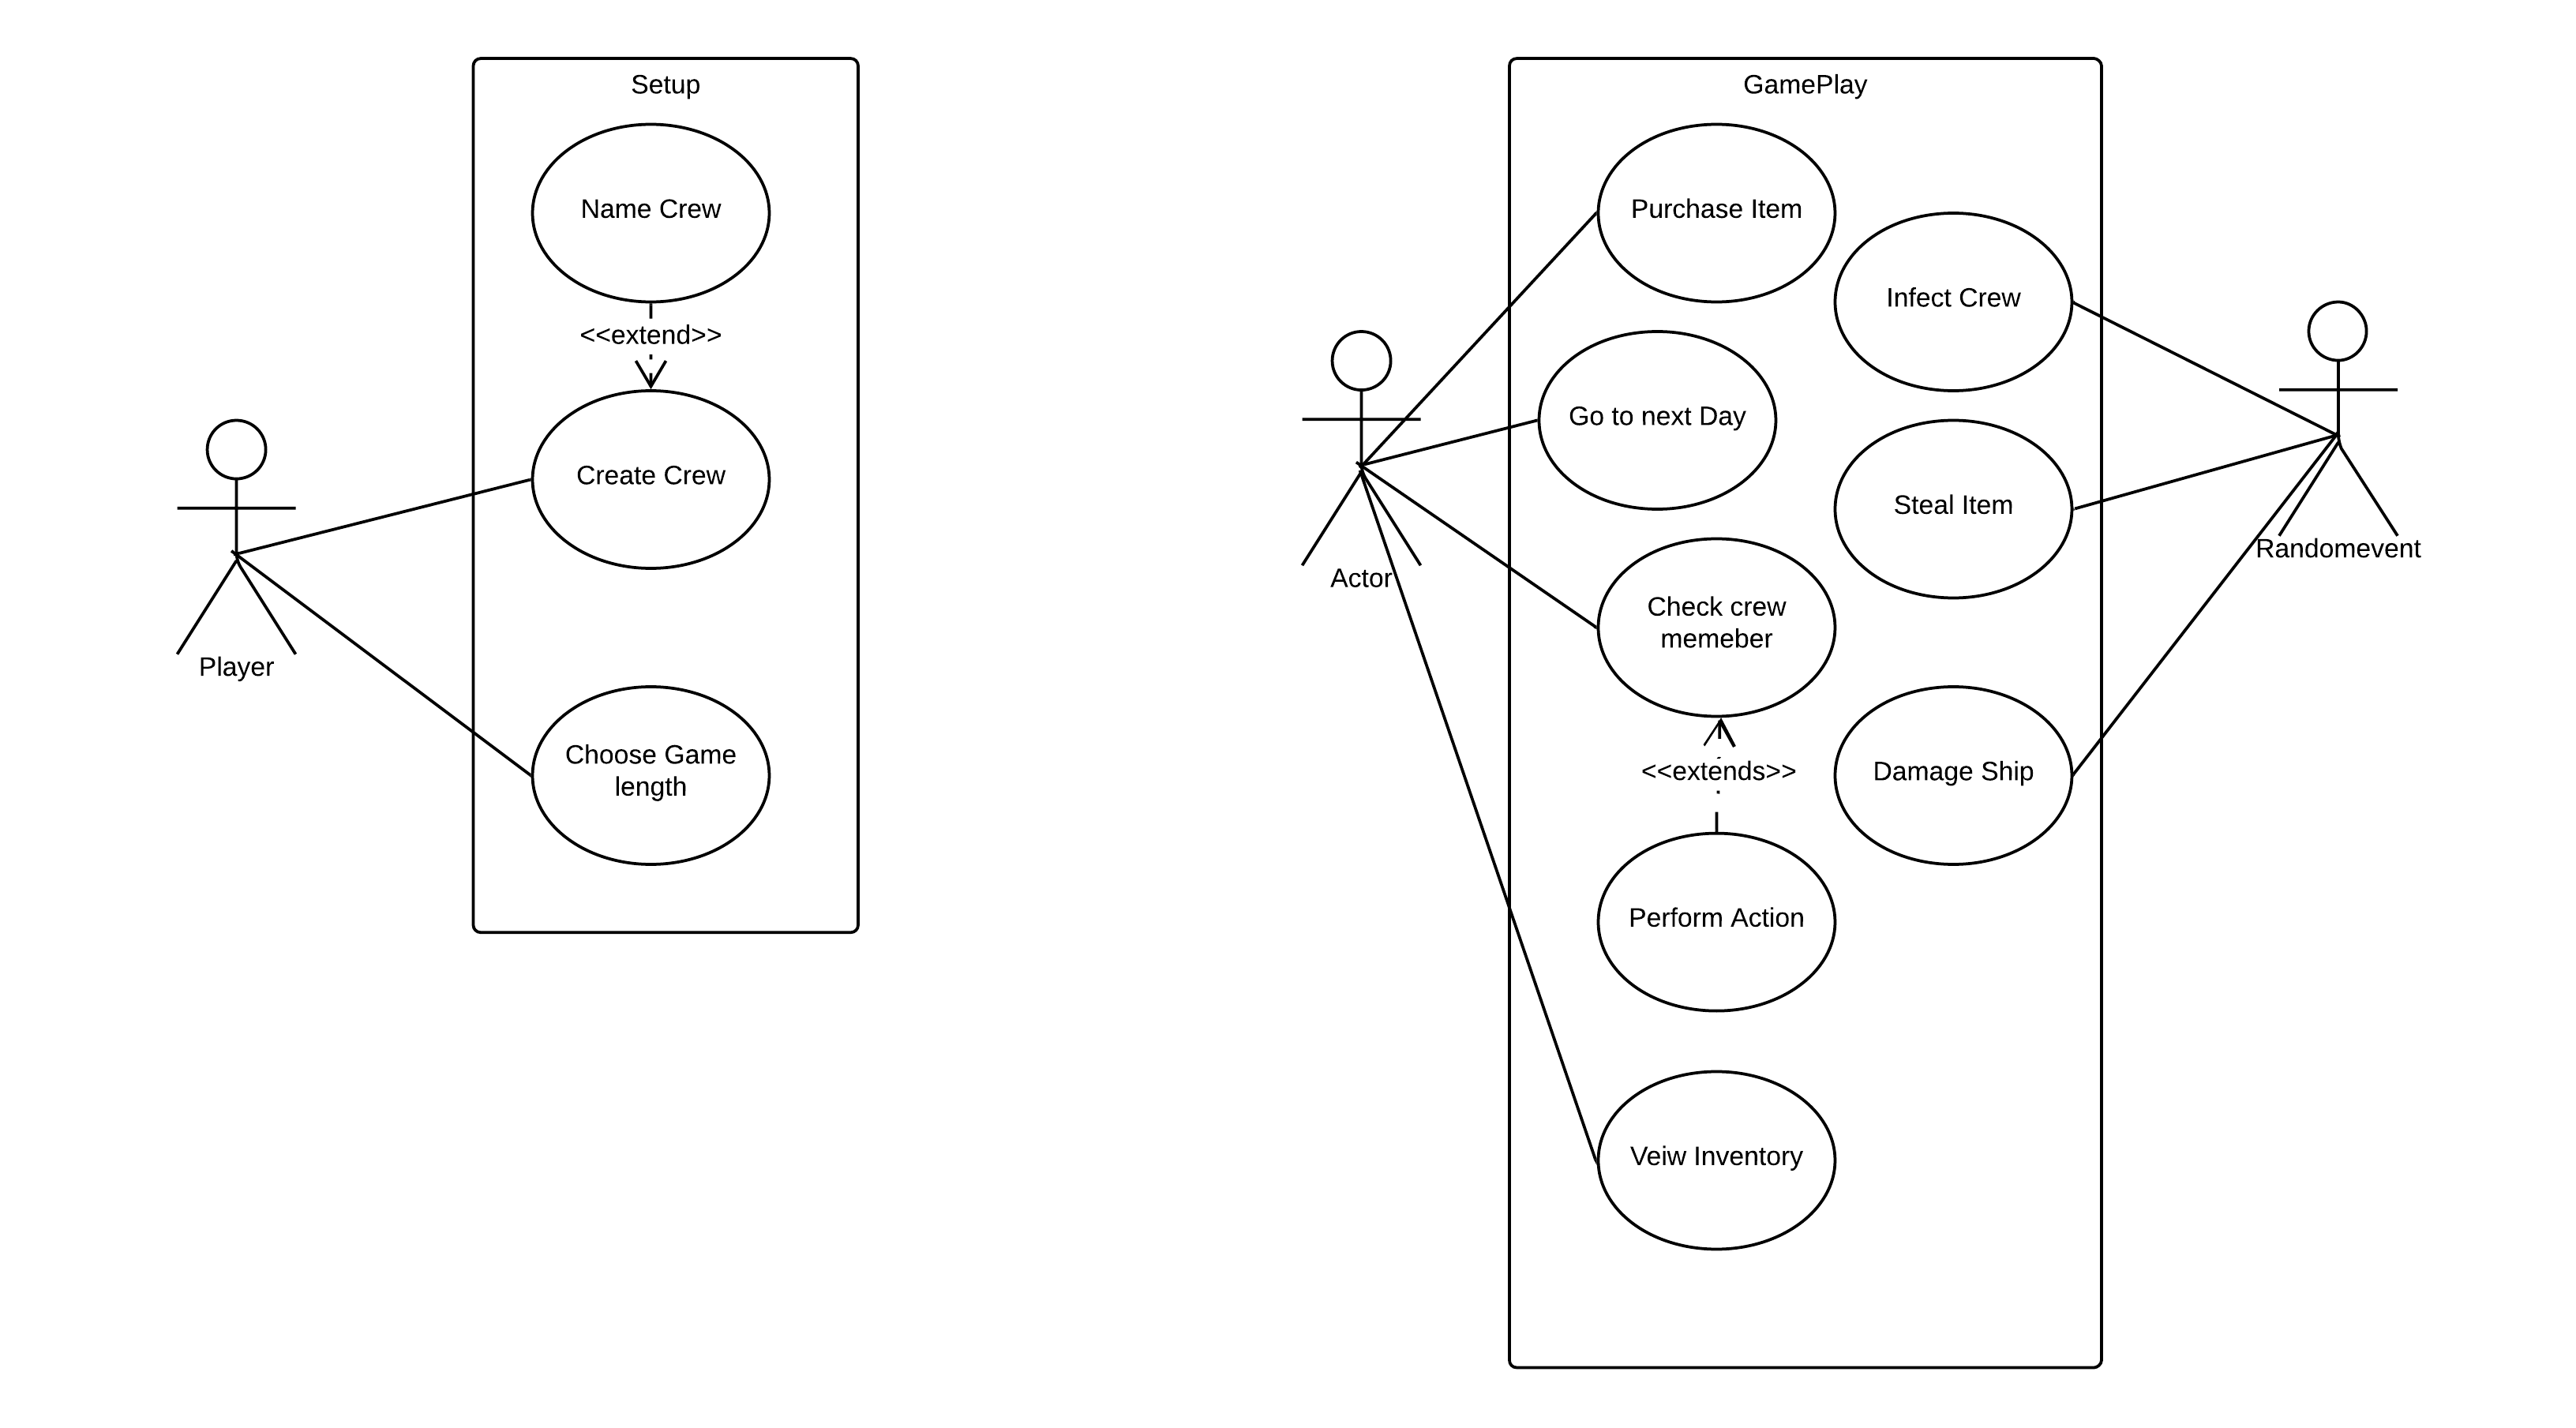 Setup
Name Crew
<<extend>>
Create Crew
Player
Choose Game
length
GamePlay
Purchase Item
Infect Crew
Go to next Day
Steal Item
Randomevent
Actor
Check crew
memeber
<<extends>>
Damage Ship
Perform Action
Veiw Inventory